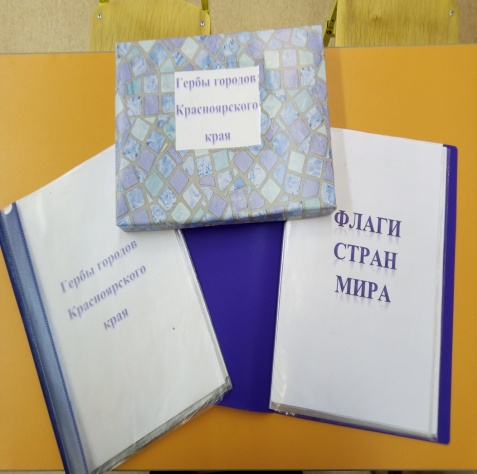 Гербы городов
Красноярского
края
Гербы городов
Красноярского
края
ФЛАГИ
СТРАН
МИРА